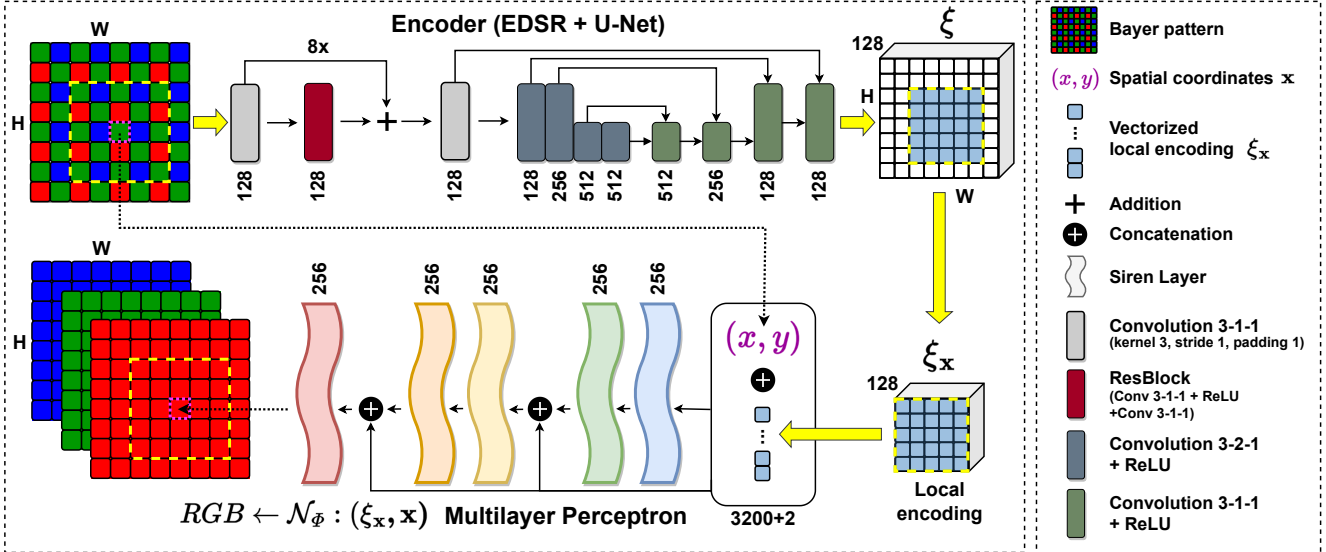 Encoder (EDSR + U-Net)
W
H
8x
128
128
128
128
256
512
512
512
256
128
128
128
ξ
H
W
W
H
256
256
256
256
256
(x, y)
3200+2
128
ξₓ
Local
encoding
RGB ← 𝒩_Φ : (ξₓ, x)
Multilayer Perceptron
Bayer pattern
(x, y) Spatial coordinates x
Vectorized
local encoding ξₓ
Addition
Concatenation
Siren Layer
Convolution 3-1-1
(kernel 3, stride 1, padding 1)
ResBlock
(Conv 3-1-1 + ReLU
+Conv 3-1-1)
Convolution 3-2-1
+ ReLU
Convolution 3-1-1
+ ReLU